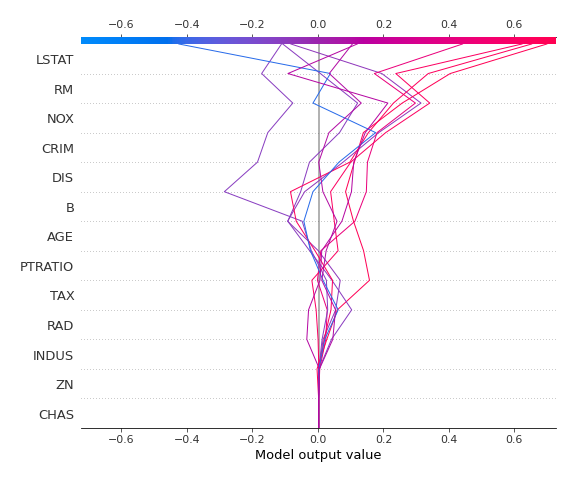 −0.6 −0.4 −0.2 0.0 0.2 0.4 0.6
LSTAT
RM
NOX
CRIM
DIS
B
AGE
PTRATIO
TAX
RAD
INDUS
ZN
CHAS
−0.6 −0.4 −0.2 0.0 0.2 0.4 0.6
Model output value